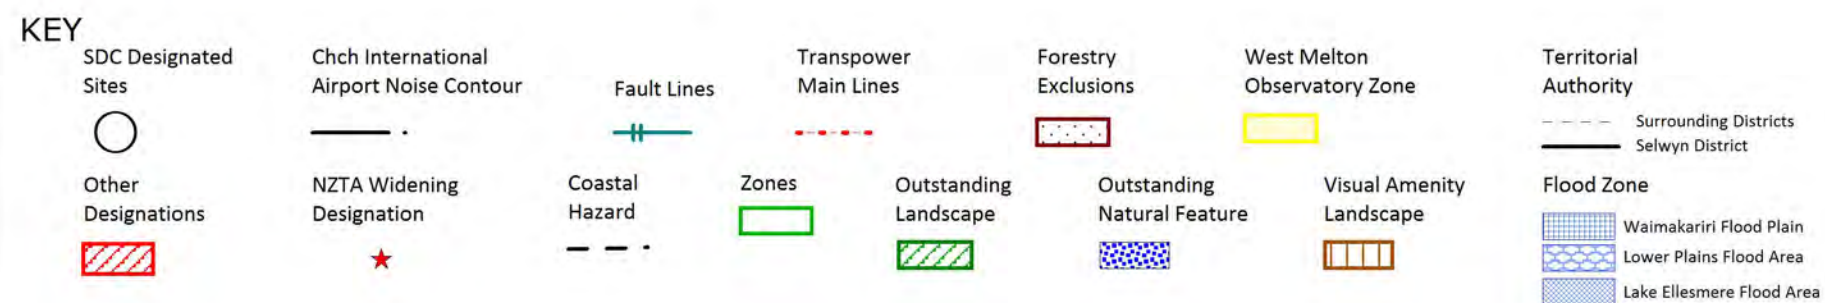 KEY
SDC Designated
Sites
Chch International
Airport Noise Contour
Fault Lines
Transpower
Main Lines
Forestry
Exclusions
West Melton
Observatory Zone
Territorial
Authority
Surrounding Districts
Selwyn District
Other
Designations
NZTA Widening
Designation
Coastal
Hazard
Zones
Outstanding
Landscape
Outstanding
Natural Feature
Visual Amenity
Landscape
Flood Zone
Waimakariri Flood Plain
Lower Plains Flood Area
Lake Ellesmere Flood Area